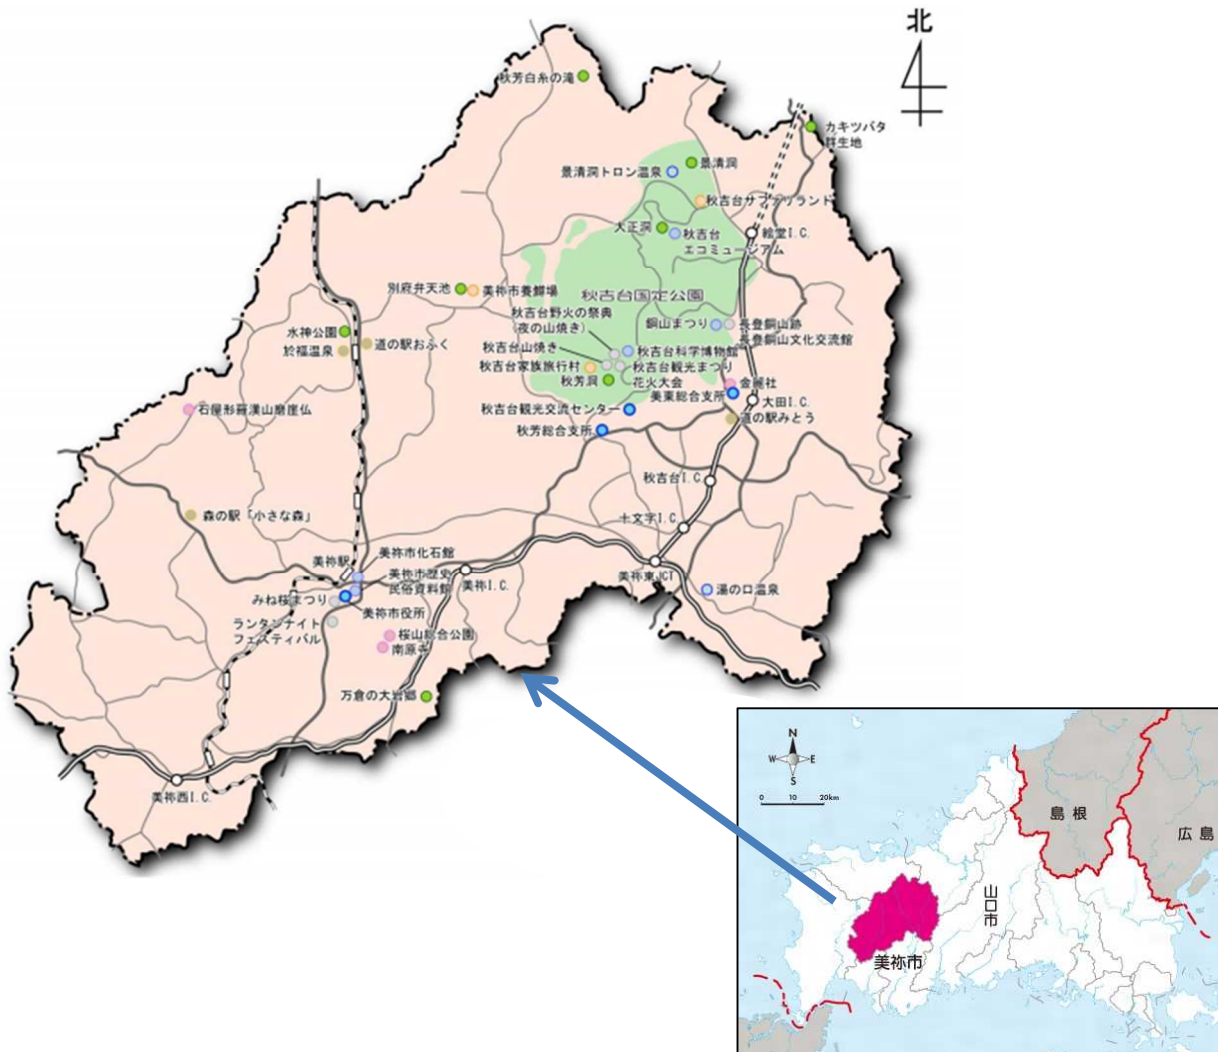 北
秋芳白糸の滝
カキツバタ
群生地
景清洞
景清洞トロン温泉
秋吉台サファリランド
大正洞
秋吉台
エコミュージアム
絵堂I.C.
別府弁天池
美祢市養鱒場
秋吉台国定公園
秋吉台野火の祭典
(夜の山焼き)
銅山まつり
長登銅山跡
長登銅山文化交流館
水神公園
於福温泉
道の駅おふく
秋吉台山焼き
秋吉台科学博物館
秋吉台家族旅行村
秋吉台観光まつり
花火大会
秋芳洞
金麗社
美東総合支所
大田I.C.
石屋形羅漢山磨崖仏
秋吉台観光交流センター
道の駅みとう
秋芳総合支所
秋吉台I.C.
森の駅「小さな森」
十文字I.C.
美祢駅
美祢市化石館
美祢市歴史
民俗資料館
美祢I.C.
美祢東JCT
湯の口温泉
みね桜まつり
美祢市役所
ランタンナイト
フェスティバル
桜山総合公園
南原寺
万倉の大岩郷
美祢西I.C.
N
W
E
S
0 10 20km
島根
広島
山口市
美祢市